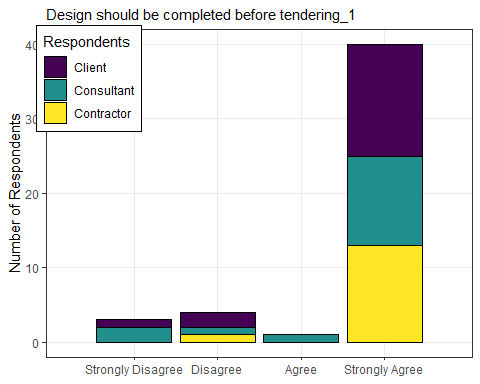 Design should be completed before tendering_1
Respondents
Client
Consultant
Contractor
Number of Respondents
40
30
20
10
0
Strongly Disagree Disagree Agree Strongly Agree